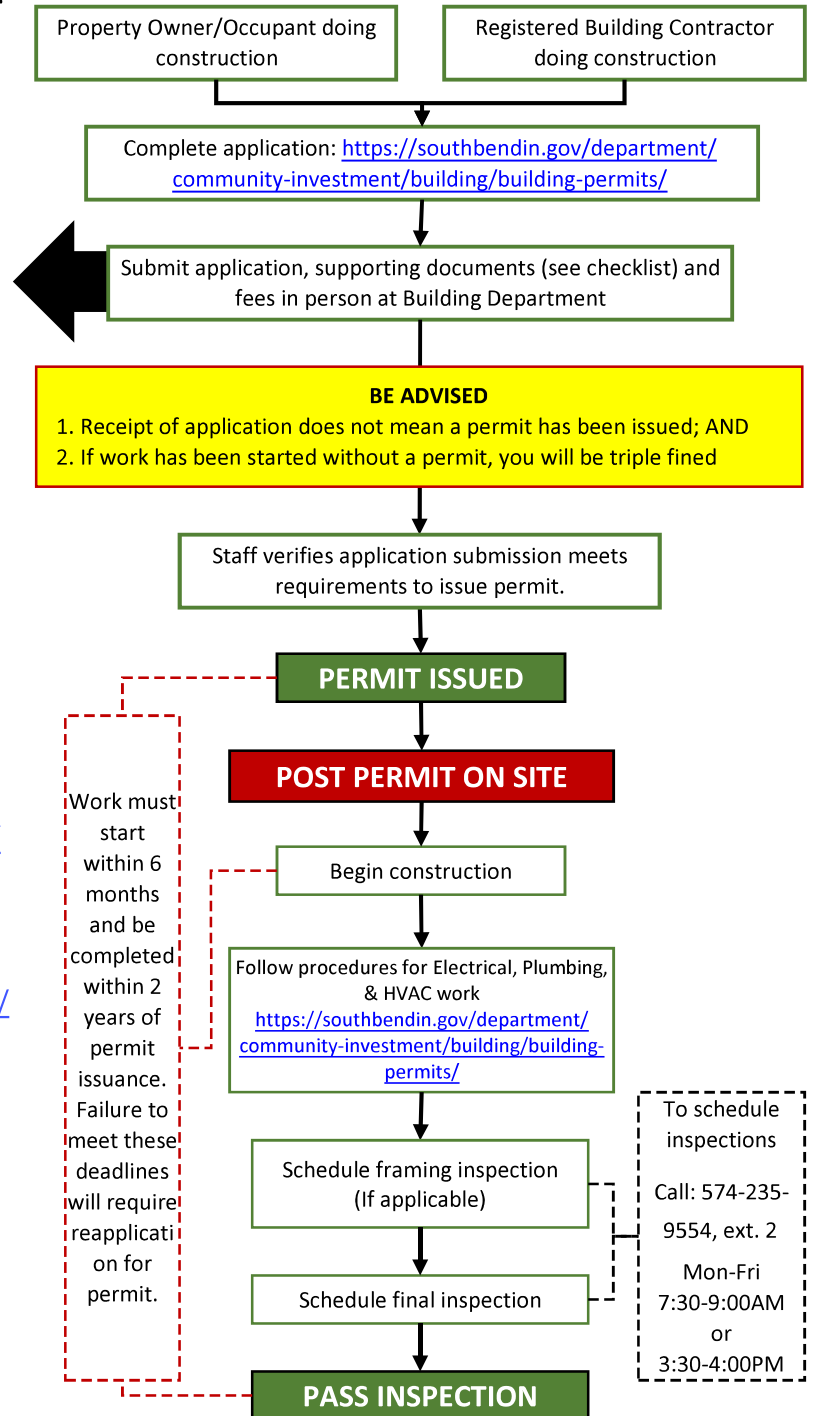 Property Owner/Occupant doing
construction
Registered Building Contractor
doing construction
Complete application: https://southbendin.gov/department/
community-investment/building/building-permits/
Submit application, supporting documents (see checklist) and
fees in person at Building Department
BE ADVISED
1. Receipt of application does not mean a permit has been issued; AND
2. If work has been started without a permit, you will be triple fined
Staff verifies application submission meets
requirements to issue permit.
PERMIT ISSUED
POST PERMIT ON SITE
Work must
start
within 6
months
and be
completed
within 2
years of
permit
issuance.
Failure to
meet these
deadlines
will require
reapplicati
on for
permit.
Begin construction
Follow procedures for Electrical, Plumbing,
& HVAC work
https://southbendin.gov/department/
community-investment/building/building-
permits/
/
Schedule framing inspection
(If applicable)
Schedule final inspection
To schedule
inspections
Call: 574-235-
9554, ext. 2
Mon-Fri
7:30-9:00AM
or
3:30-4:00PM
PASS INSPECTION